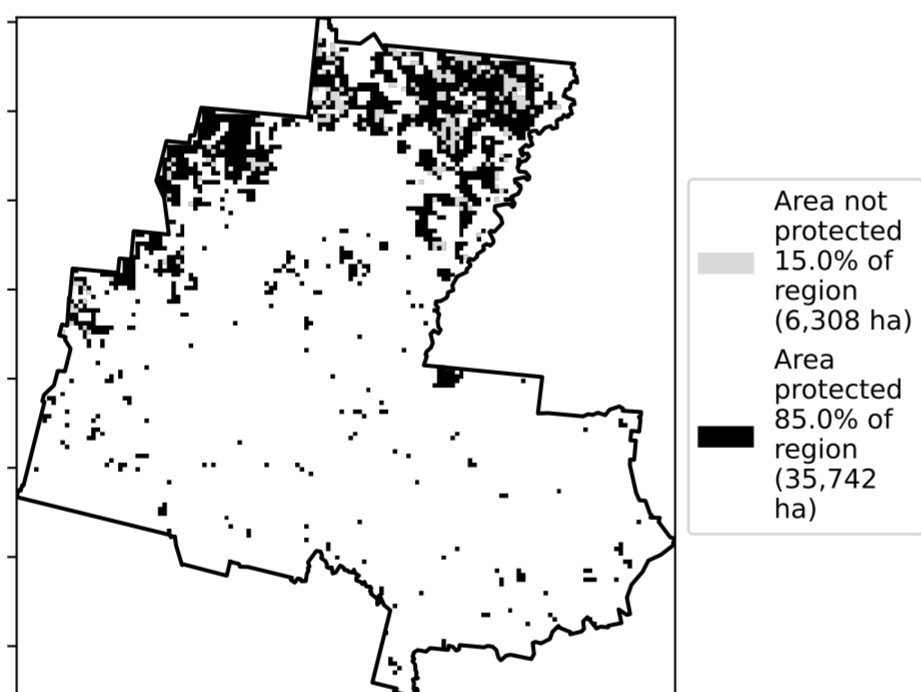 Area not
protected
15.0% of
region
(6,308 ha)
Area
protected
85.0% of
region
(35,742
ha)